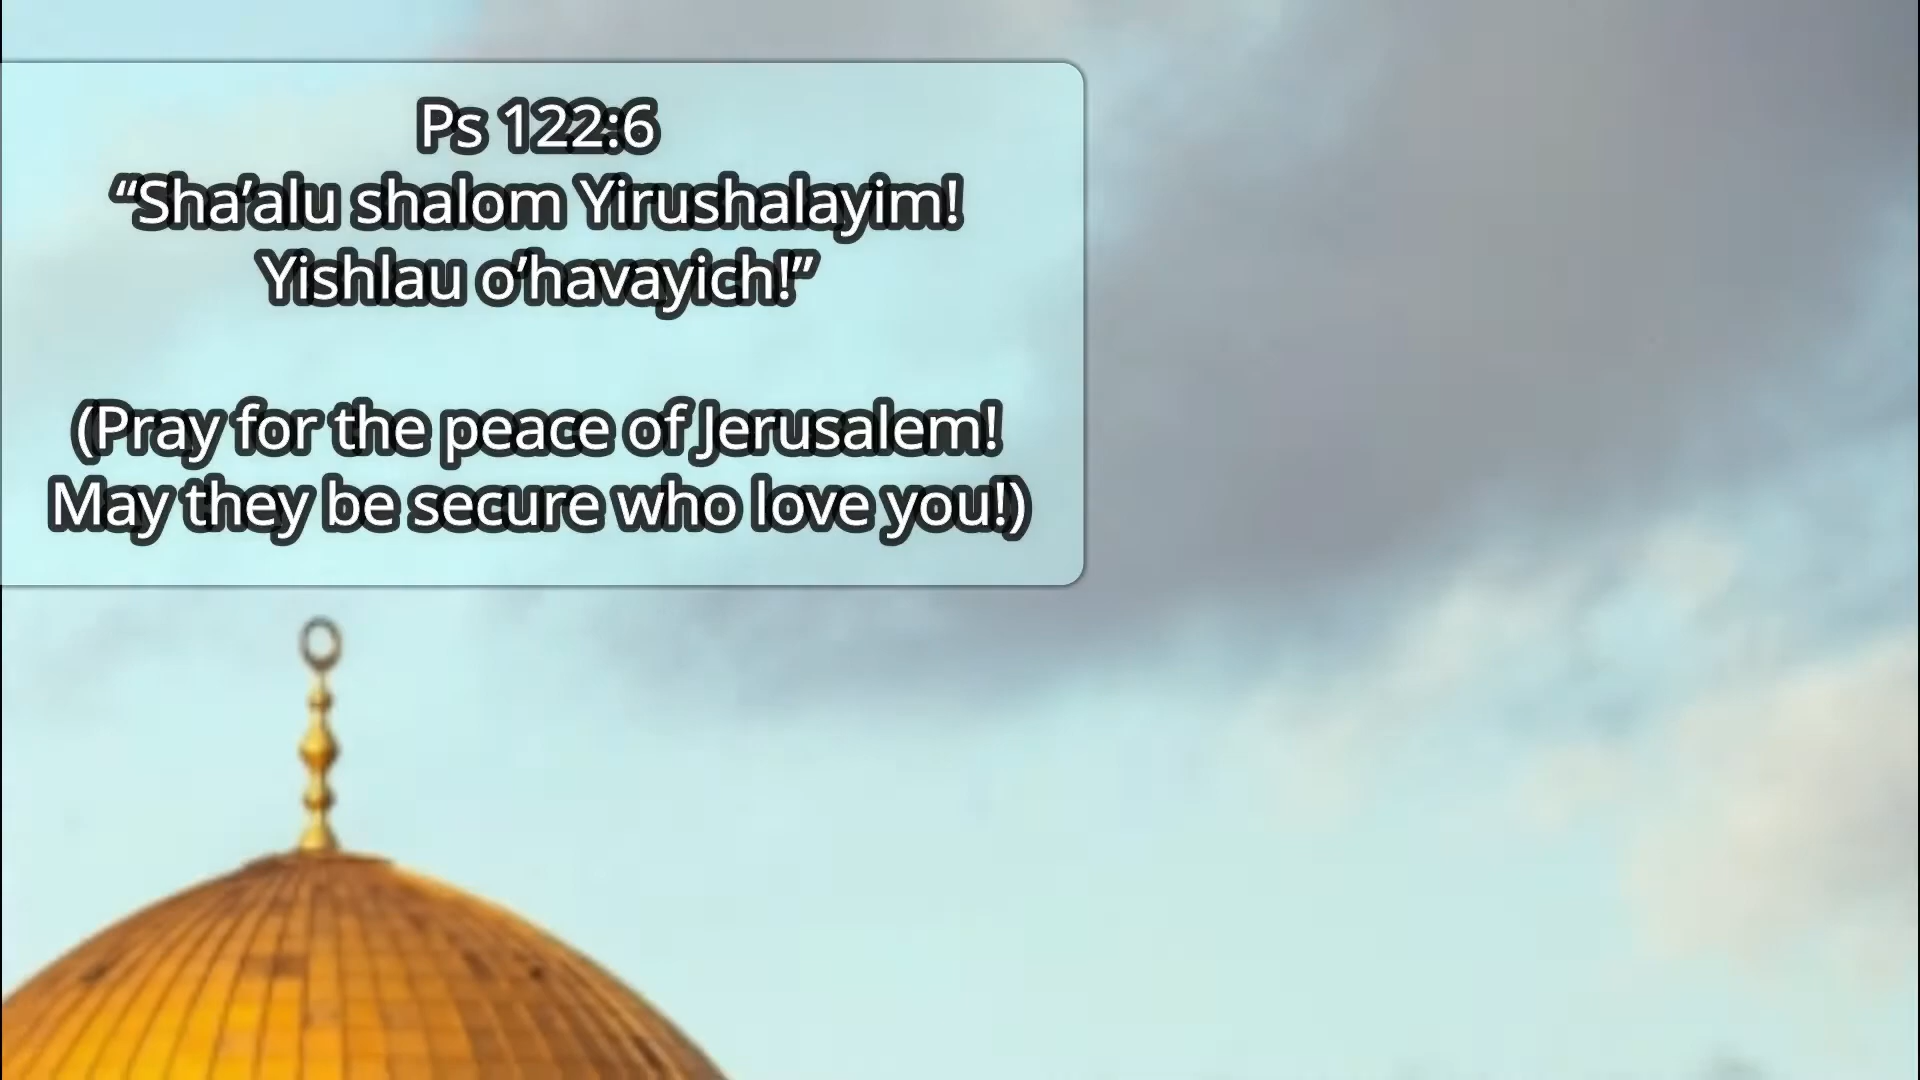 Ps 122:6
“Sha’alu shalom Yirushalayim!
Yishlau o’havayich!”
(Pray for the peace of Jerusalem!
May they be secure who love you!)